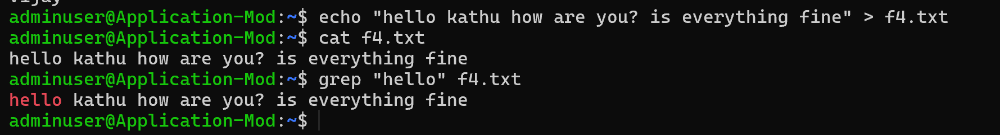 vijay
adminuser@Application-Mod:~$ echo "hello kathu how are you? is everything fine" > f4.txt
adminuser@Application-Mod:~$ cat f4.txt
hello kathu how are you? is everything fine
adminuser@Application-Mod:~$ grep "hello" f4.txt
hello kathu how are you? is everything fine
adminuser@Application-Mod:~$